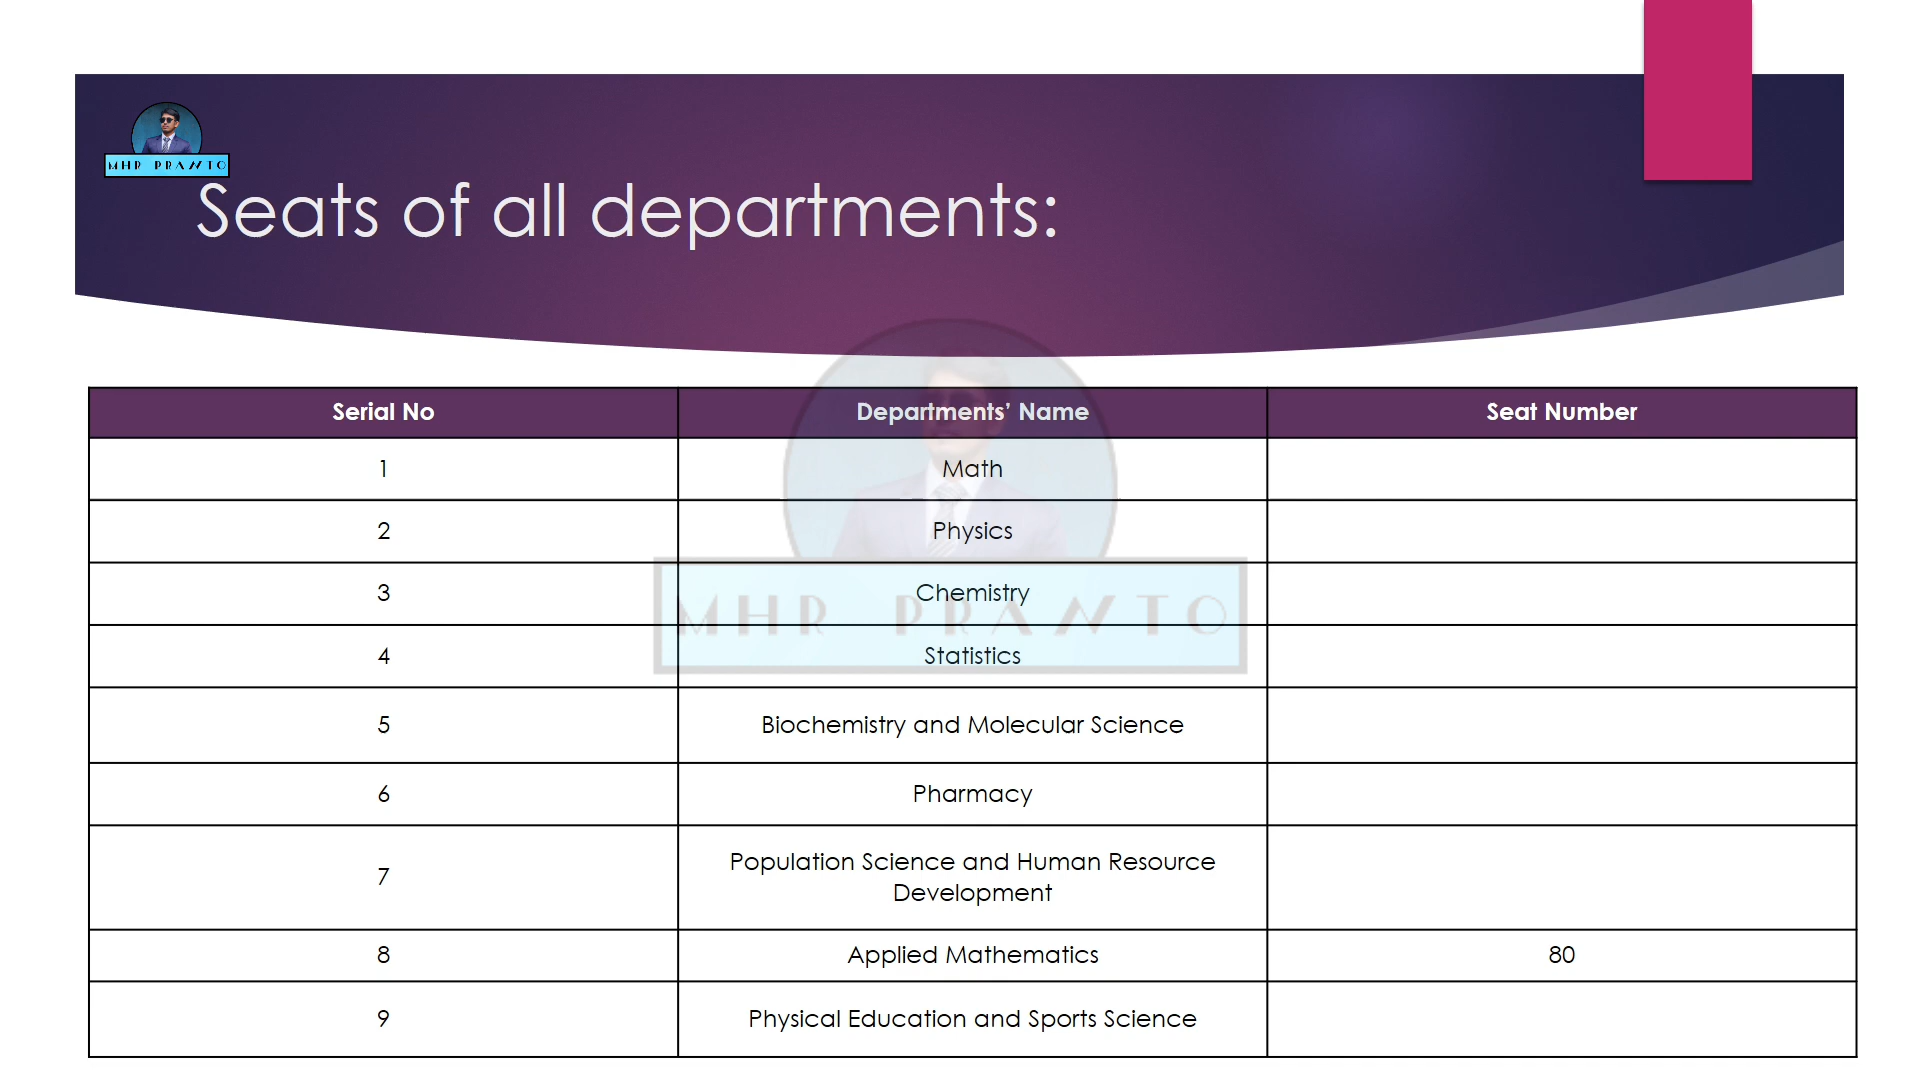 MHR PRANTO
Seats of all departments:
Serial No Departments’ Name Seat Number
1 Math
2 Physics
3 Chemistry
MHR PRANTO
4 Statistics
5 Biochemistry and Molecular Science
6 Pharmacy
7 Population Science and Human Resource
Development
8 Applied Mathematics 80
9 Physical Education and Sports Science